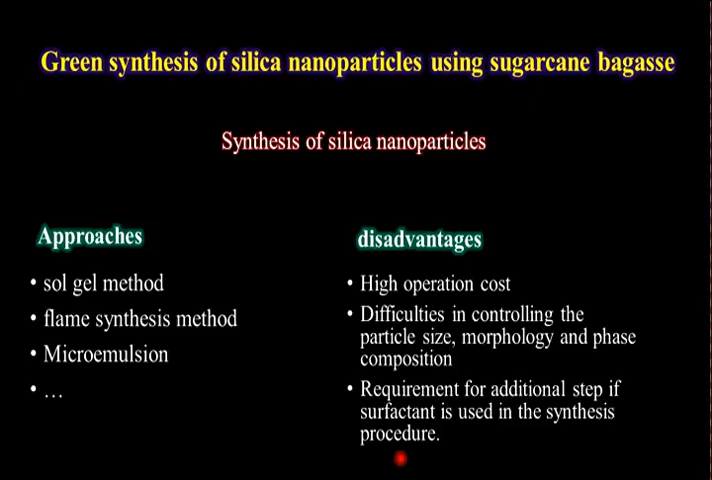 Green synthesis of silica nanoparticles using sugarcane bagasse
Synthesis of silica nanoparticles
Approaches
• sol gel method
• flame synthesis method
• Microemulsion
• …
disadvantages
• High operation cost
• Difficulties in controlling the
particle size, morphology and phase
composition
• Requirement for additional step if
surfactant is used in the synthesis
procedure.